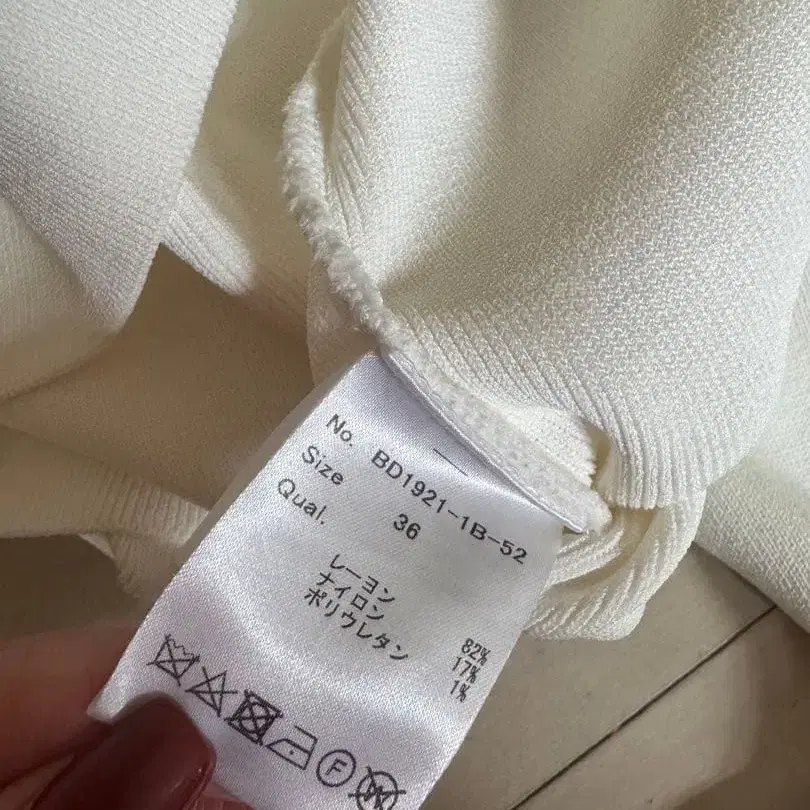 No. BD1921-1B-52
Size 36
Qual.
レーヨン 82%
ナイロン 17%
ポリウレタン 1%
F
W